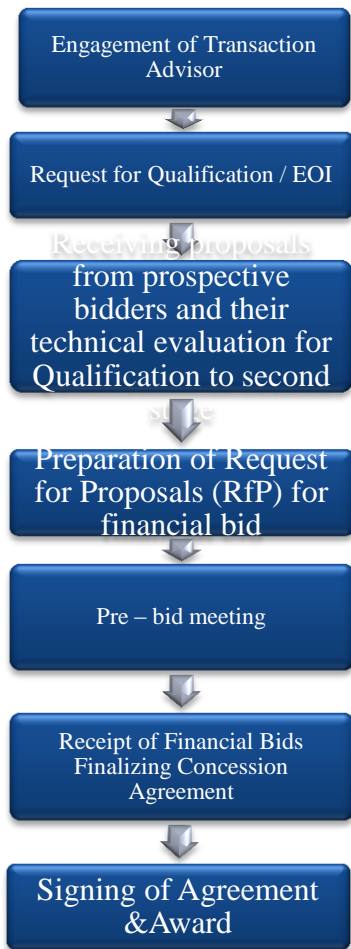 Engagement of Transaction
Advisor
Request for Qualification / EOI
Receiving proposals
from prospective
bidders and their
technical evaluation for
Qualification to second
stage
Preparation of Request
for Proposals (RfP) for
financial bid
Pre – bid meeting
Receipt of Financial Bids
Finalizing Concession
Agreement
Signing of Agreement
&Award